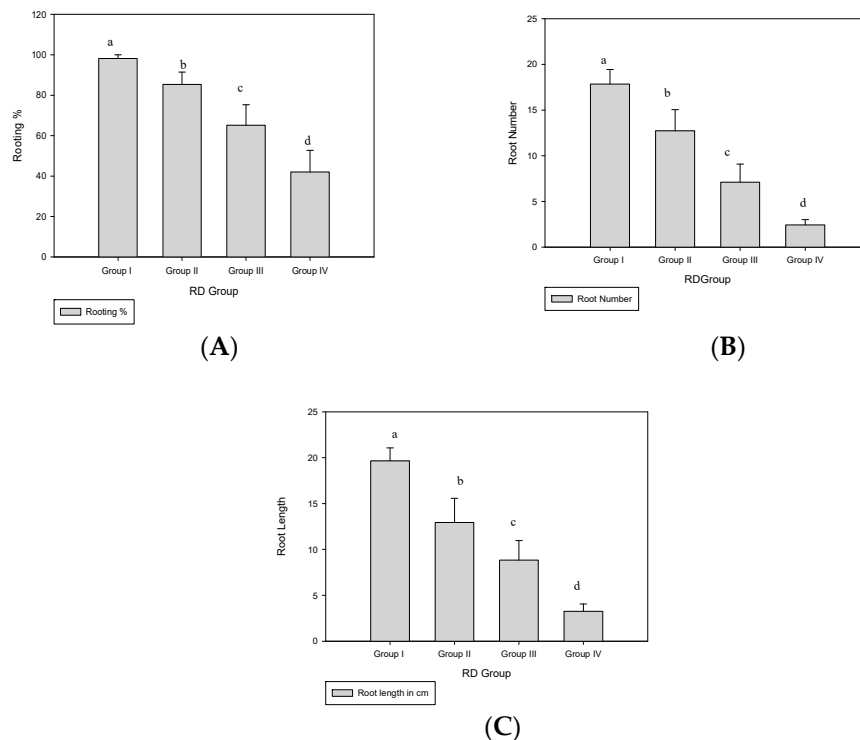 120
100
80
60
40
20
0
Rooting %
a
b
c
d
Group I Group II Group III Group IV
RD Group
Rooting %
(A)
25
20
15
10
5
0
Root Number
a
b
c
d
Group I Group II Group III Group IV
RDGroup
Root Number
(B)
25
20
15
10
5
0
Root Length
a
b
c
d
Group I Group II Group III Group IV
RD Group
Root length in cm
(C)